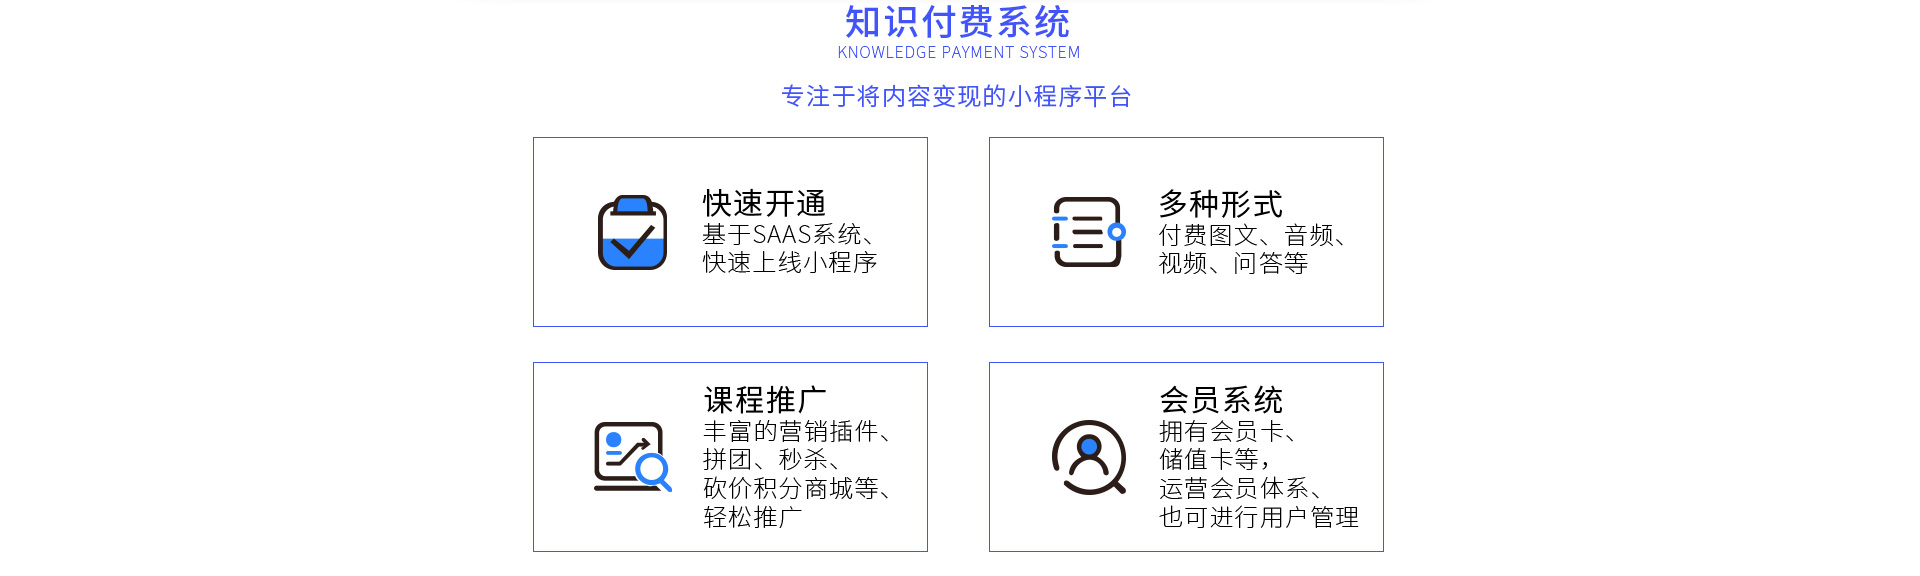 知识付费系统
KNOWLEDGE PAYMENT SYSTEM
专注于将内容变现的小程序平台
快速开通
基于SAAS系统、
快速上线小程序
多种形式
付费图文、音频、
视频、问答等
课程推广
丰富的营销插件、
拼团、秒杀、
砍价积分商城等、
轻松推广
会员系统
拥有会员卡、
储值卡等，
运营会员体系、
也可进行用户管理